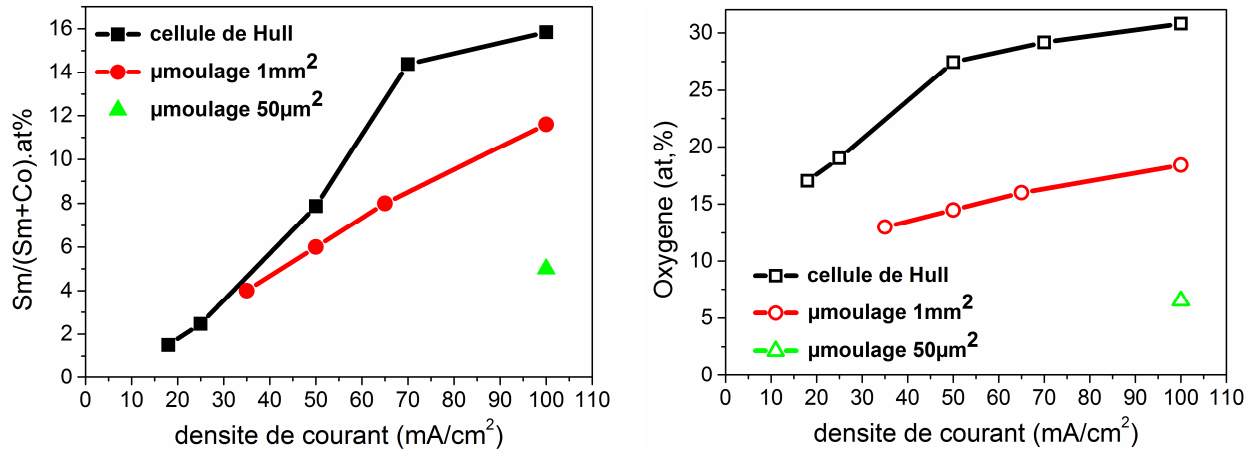 16
14
12
10
8
6
4
2
0
Sm/(Sm+Co).at%
cellule de Hull
µmoulage 1mm²
µmoulage 50µm²
0 10 20 30 40 50 60 70 80 90 100 110
densite de courant (mA/cm²)
30
25
20
15
10
5
0
Oxygene (at,%)
cellule de Hull
µmoulage 1mm²
µmoulage 50µm²
0 10 20 30 40 50 60 70 80 90 100 110
densite de courant (mA/cm²)